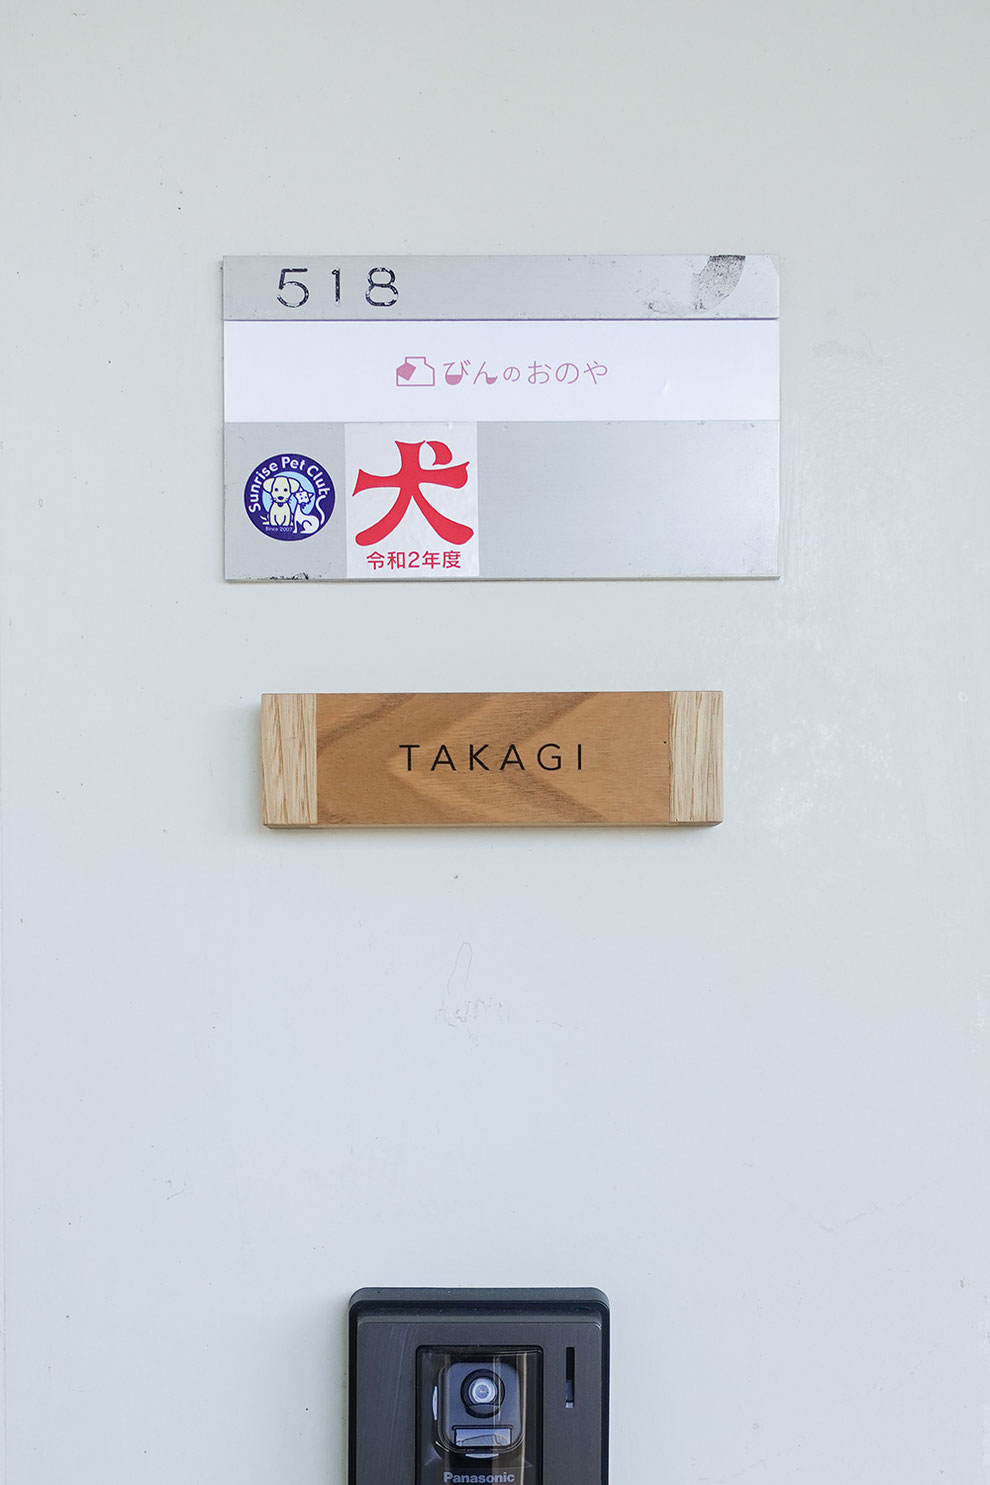 518
びんのおのや
Sunrise Pet Club
Since 2007
犬
令和2年度
TAKAGI
Panasonic